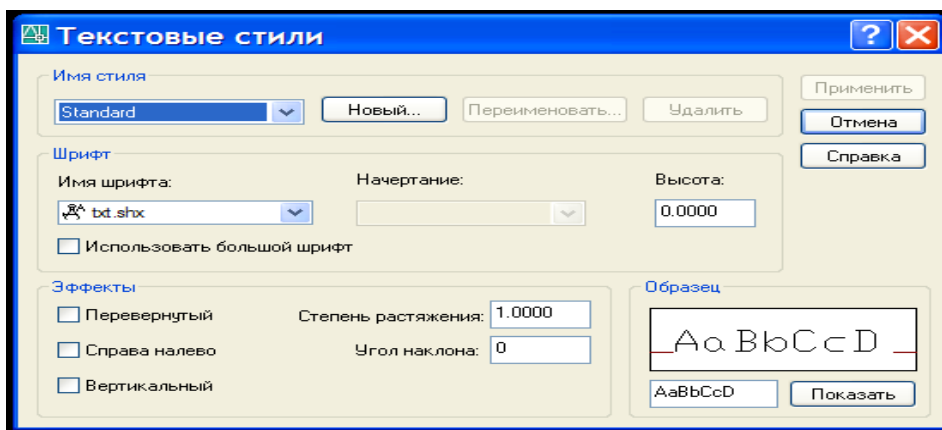 Текстовые стили
Имя стиля
Standard
Новый...
Переименовать...
Удалить
Применить
Отмена
Справка
Шрифт
Имя шрифта:
Начертание:
Высота:
txt.shx
0.0000
Использовать большой шрифт
Эффекты
Перевернутый
Степень растяжения:
1.0000
Справа налево
Угол наклона:
0
Вертикальный
Образец
AaBbCcD
AaBbCcD
Показать